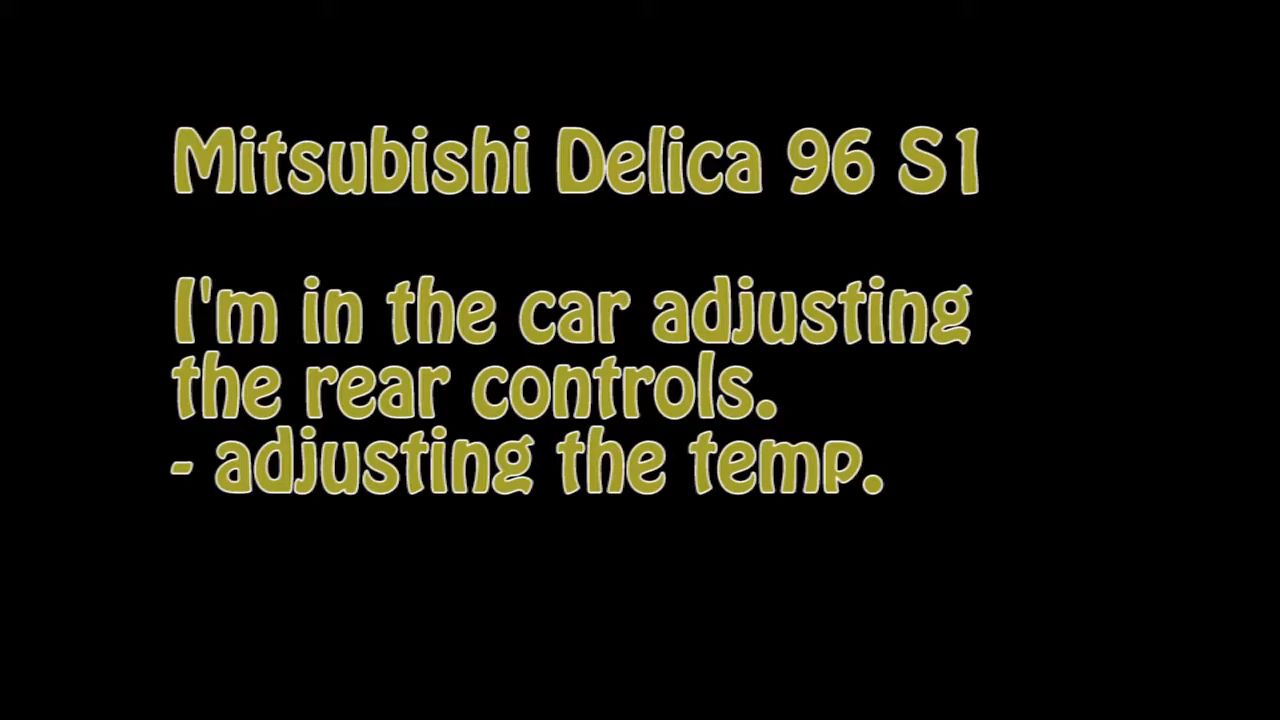 Mitsubishi Delica 96 S1
I'm in the car adjusting
the rear controls.
- adjusting the temp.